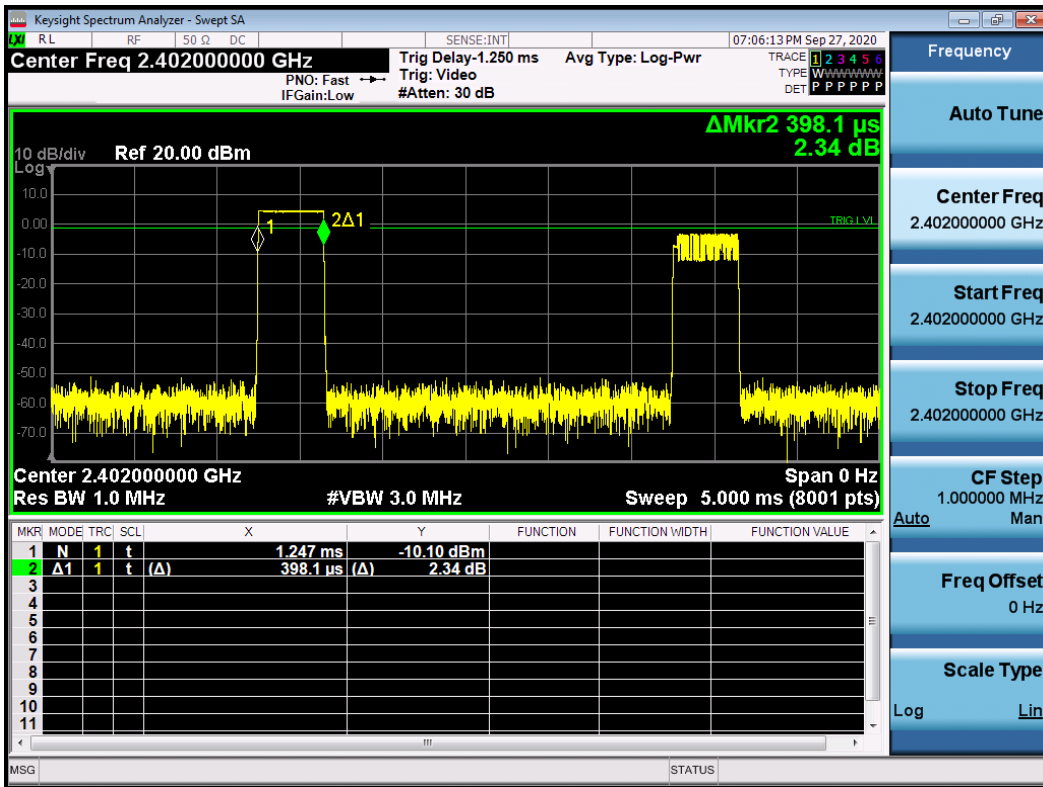 Keysight Spectrum Analyzer - Swept SA
LXI RL RF 50 Ω DC SENSE:INT 07:06:13 PM Sep 27, 2020
Center Freq 2.402000000 GHz
PNO: Fast
IFGain:Low
Trig Delay-1.250 ms
Trig: Video
#Atten: 30 dB
Avg Type: Log-Pwr
TRACE 1 2 3 4 5 6
TYPE WWWWWW
DET P P P P P P
ΔMkr2 398.1 µs
2.34 dB
10 dB/div Ref 20.00 dBm
Log
10.0
0.00
-10.0
-20.0
-30.0
-40.0
-50.0
-60.0
-70.0
1
2Δ1
TRIG LVL
Center 2.402000000 GHz Span 0 Hz
Res BW 1.0 MHz #VBW 3.0 MHz Sweep 5.000 ms (8001 pts)
MKR MODE TRC SCL X Y FUNCTION FUNCTION WIDTH FUNCTION VALUE
1 N 1 t 1.247 ms -10.10 dBm
2 Δ1 1 t (Δ) 398.1 µs (Δ) 2.34 dB
3
4
5
6
7
8
9
10
11
MSG STATUS
Frequency
Auto Tune
Center Freq
2.402000000 GHz
Start Freq
2.402000000 GHz
Stop Freq
2.402000000 GHz
CF Step
1.000000 MHz
Auto Man
Freq Offset
0 Hz
Scale Type
Log Lin